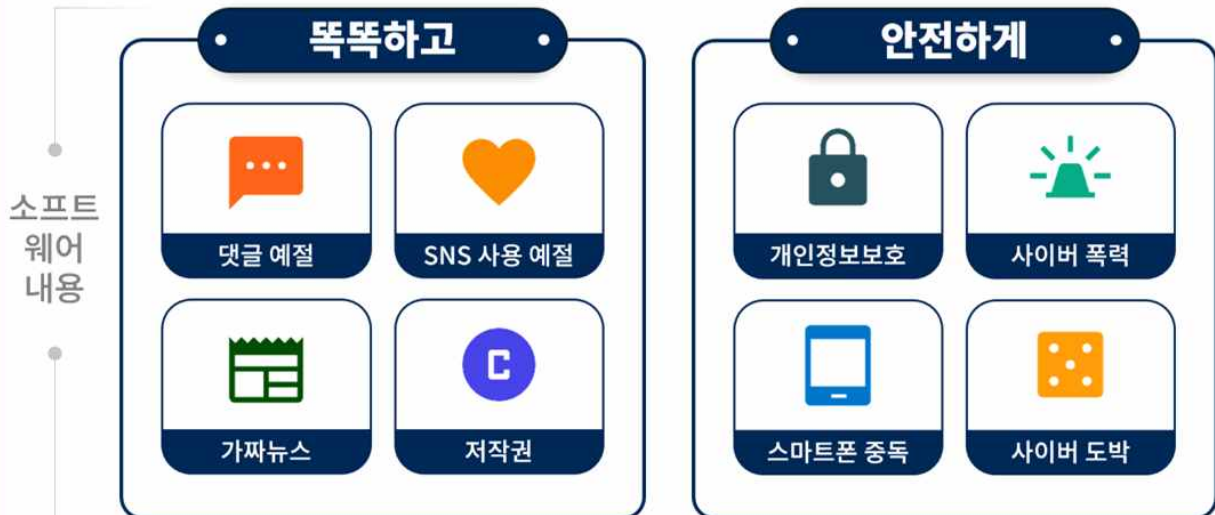 소프트
웨어
내용
똑똑하고
댓글 예절
SNS 사용 예절
가짜뉴스
C
저작권
안전하게
개인정보보호
사이버 폭력
스마트폰 중독
사이버 도박